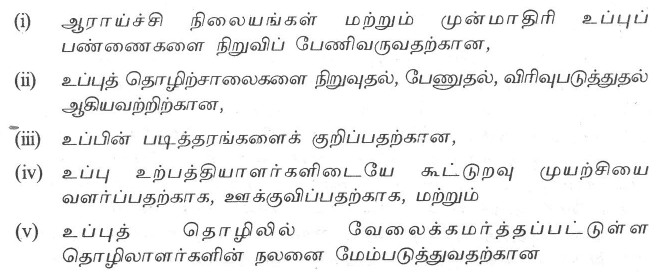 (i) ஆராய்ச்சி நிலையங்கள் மற்றும் முன்மாதிரி உப்புப்
பண்ணைகளை நிறுவிப் பேணிவருவதற்கான,
(ii) உப்புத் தொழிற்சாலைகளை நிறுவுதல், பேணுதல், விரிவுபடுத்துதல்
ஆகியவற்றிற்கான,
(iii) உப்பின் படித்தரங்களைக் குறிப்பதற்கான,
(iv) உப்பு உற்பத்தியாளர்களிடையே கூட்டுறவு முயற்சியை
வளர்ப்பதற்காக, ஊக்குவிப்பதற்காக, மற்றும்
(v) உப்புத் தொழிலில் வேலைக்கமர்த்தப்பட்டுள்ள
தொழிலாளர்களின் நலனை மேம்படுத்துவதற்கான